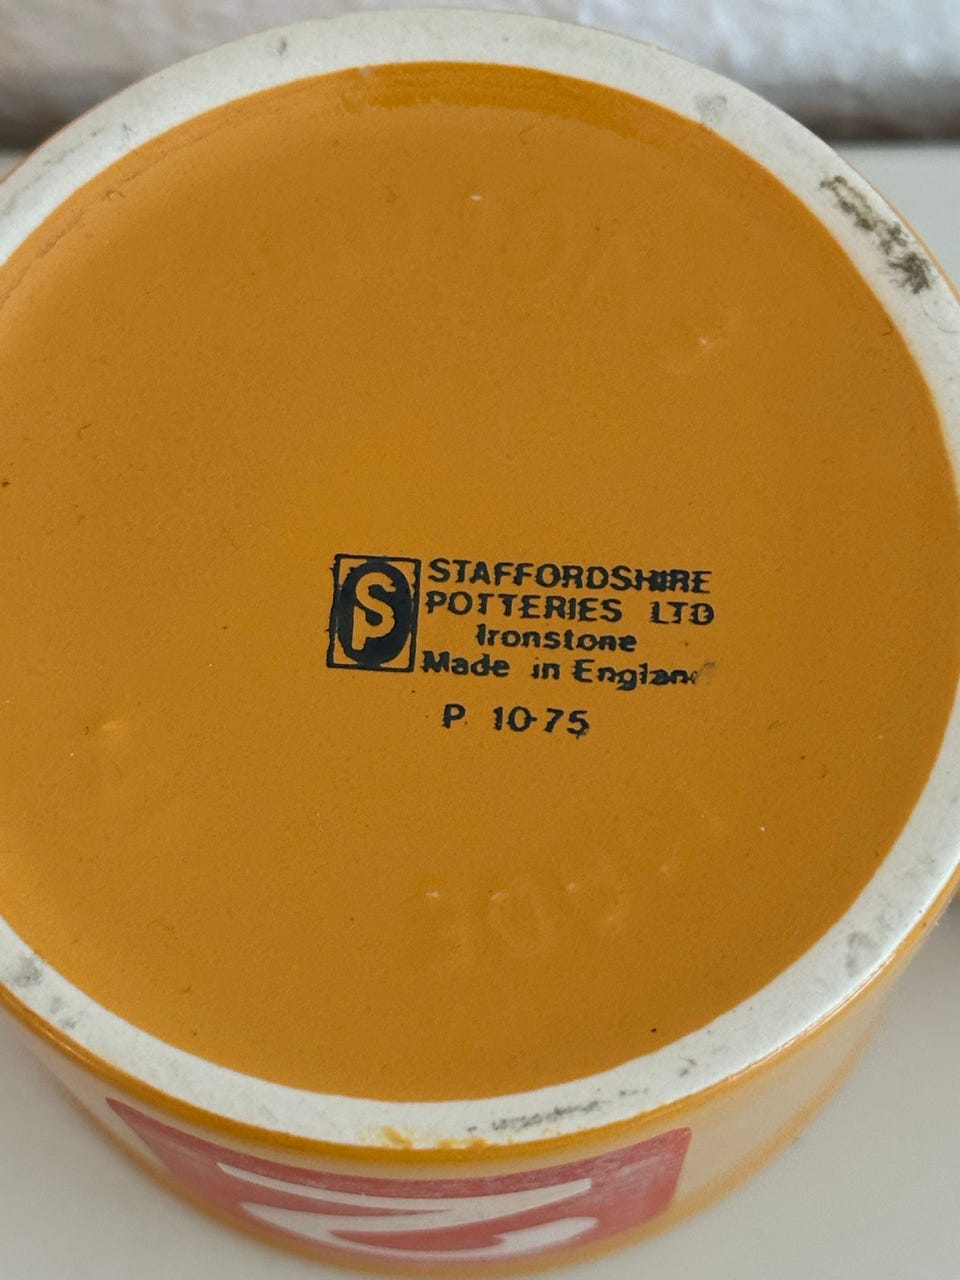 SP
STAFFORDSHIRE
POTTERIES LTD
Ironstone
Made in England
P 10-75